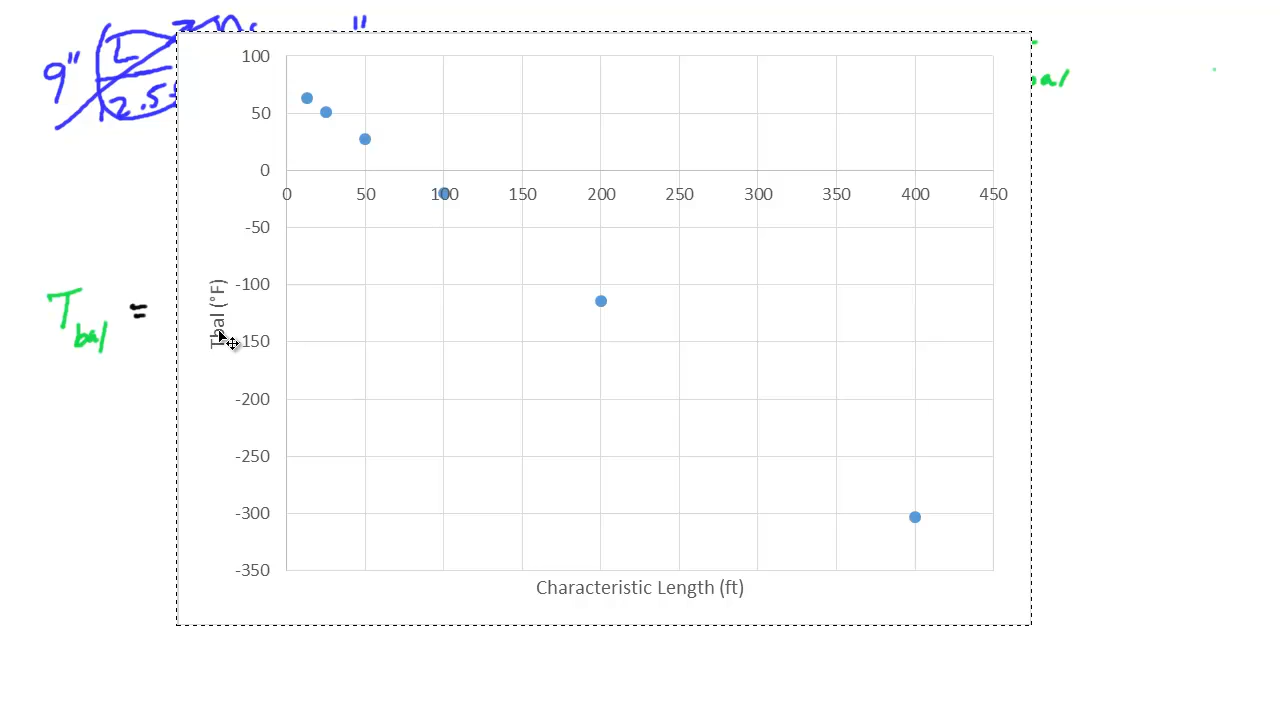 9" L "
2.5
al
100
50
0
0 50 100 150 200 250 300 350 400 450
-50
-100
-150
-200
-250
-300
-350
Tbal (°F)
T bal =
Characteristic Length (ft)